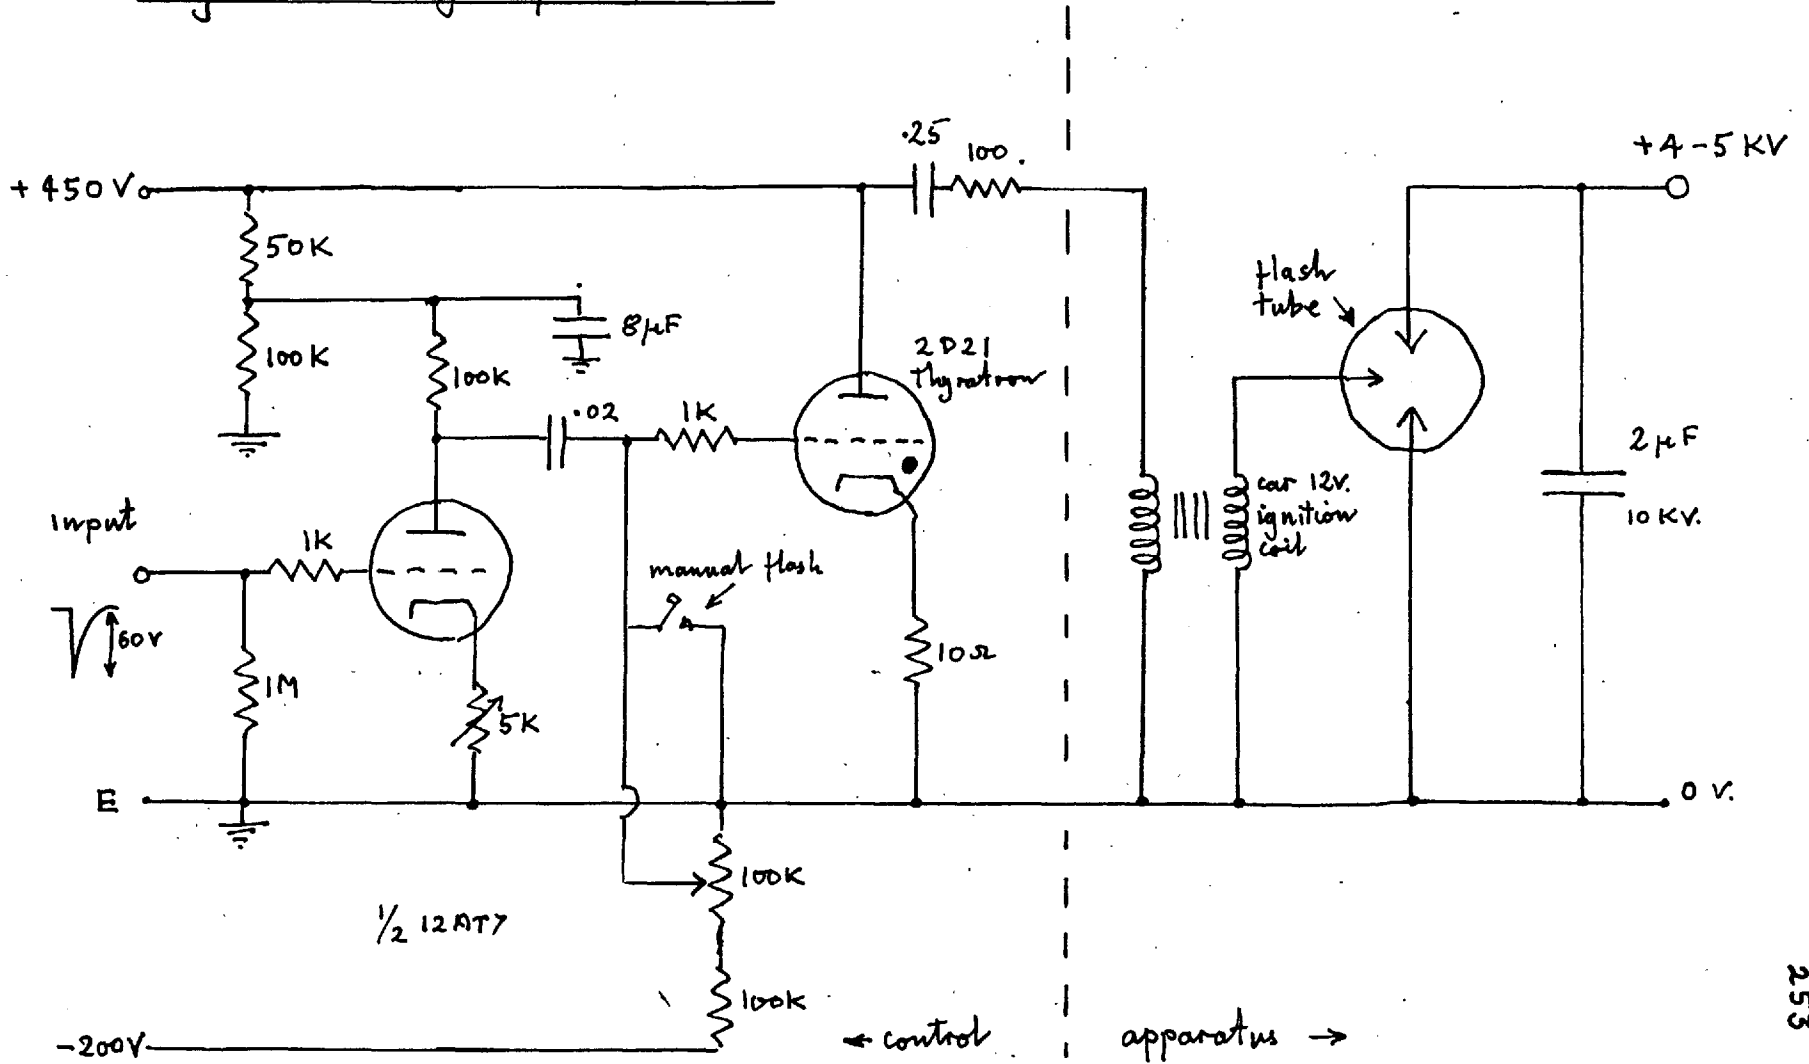 .25
100.
+4-5 KV
+450V
50K
flash
tube
8µF
2D21
Thyratron
100K
100K
.02
1K
2µF
car 12v.
ignition
coil
10 KV.
Input
1K
manual flash
60V
1M
10Ω
5K
E
0 V.
100K
1/2 12AT7
100K
-200V
← control
apparatus →
253